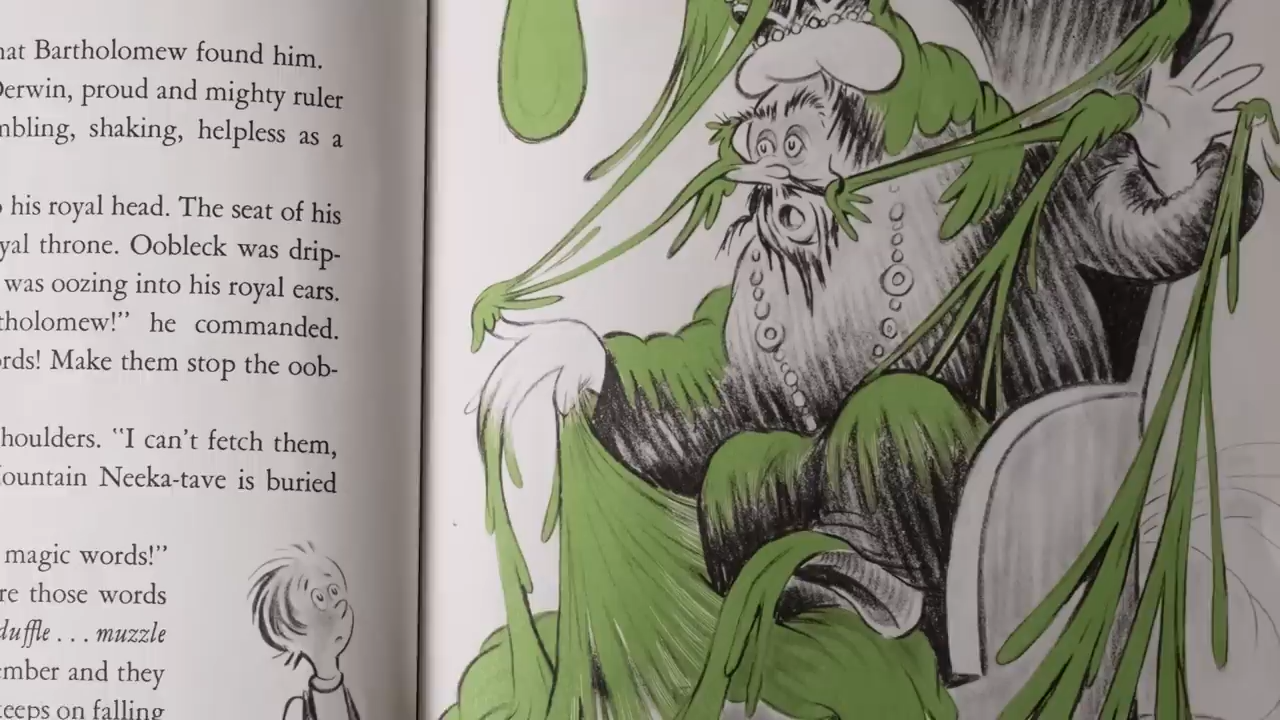 hat Bartholomew found him.
Derwin, proud and mighty ruler
mbling, shaking, helpless as a
o his royal head. The seat of his
yal throne. Oobleck was drip-
was oozing into his royal ears.
tholomew!” he commanded.
ords! Make them stop the oob-
houlders. “I can’t fetch them,
ountain Neeka-tave is buried
magic words!”
re those words
duffle . . . muzzle
ember and they
keeps on falling